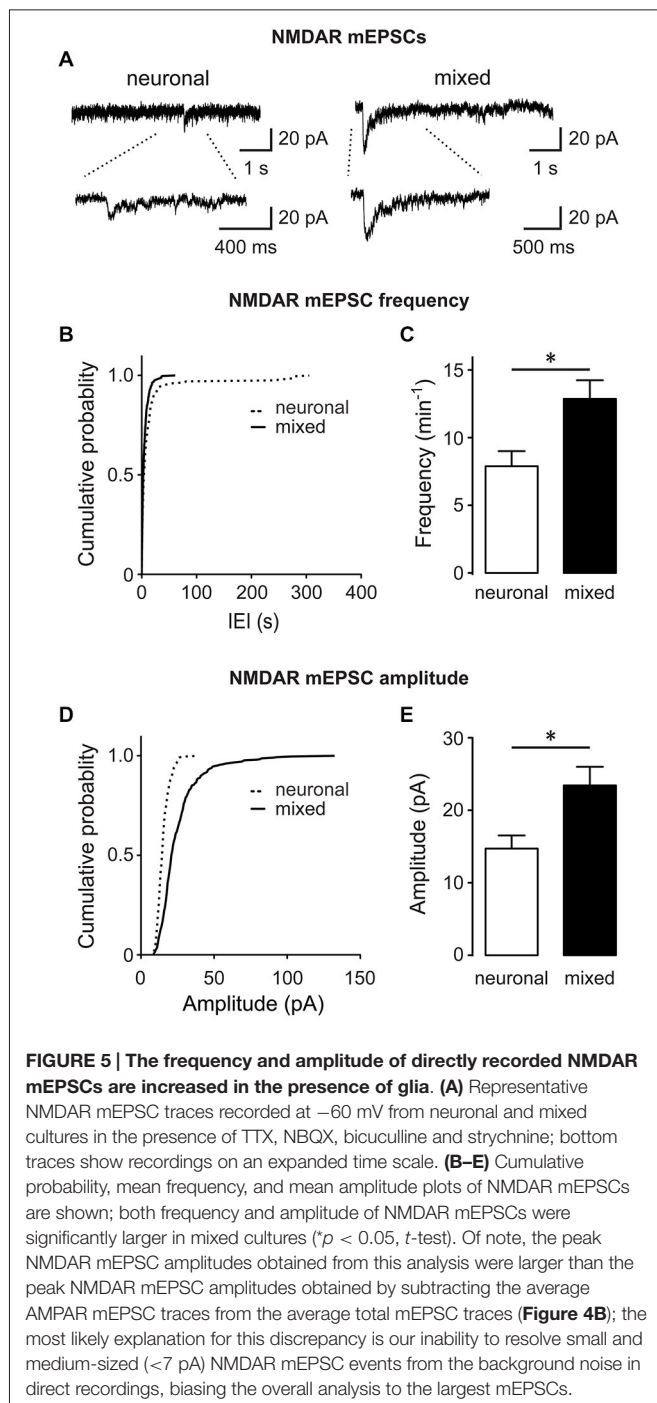 NMDAR mEPSCs
A
neuronal
mixed
20 pA
1 s
20 pA
1 s
20 pA
400 ms
20 pA
500 ms
NMDAR mEPSC frequency
B
Cumulative probablity
1.0
0.5
0
neuronal
mixed
0 100 200 300 400
IEI (s)
C
*
Frequency (min-1)
15
10
5
0
neuronal mixed
NMDAR mEPSC amplitude
D
Cumulative probablity
1.0
0.5
0
neuronal
mixed
0 50 100 150
Amplitude (pA)
E
*
Amplitude (pA)
30
20
10
0
neuronal mixed
FIGURE 5 | The frequency and amplitude of directly recorded NMDAR
mEPSCs are increased in the presence of glia. (A) Representative
NMDAR mEPSC traces recorded at −60 mV from neuronal and mixed
cultures in the presence of TTX, NBQX, bicuculline and strychnine; bottom
traces show recordings on an expanded time scale. (B–E) Cumulative
probability, mean frequency, and mean amplitude plots of NMDAR mEPSCs
are shown; both frequency and amplitude of NMDAR mEPSCs were
significantly larger in mixed cultures (*p < 0.05, t-test). Of note, the peak
NMDAR mEPSC amplitudes obtained from this analysis were larger than the
peak NMDAR mEPSC amplitudes obtained by subtracting the average
AMPAR mEPSC traces from the average total mEPSC traces (Figure 4B); the
most likely explanation for this discrepancy is our inability to resolve small and
medium-sized (<7 pA) NMDAR mEPSC events from the background noise in
direct recordings, biasing the overall analysis to the largest mEPSCs.